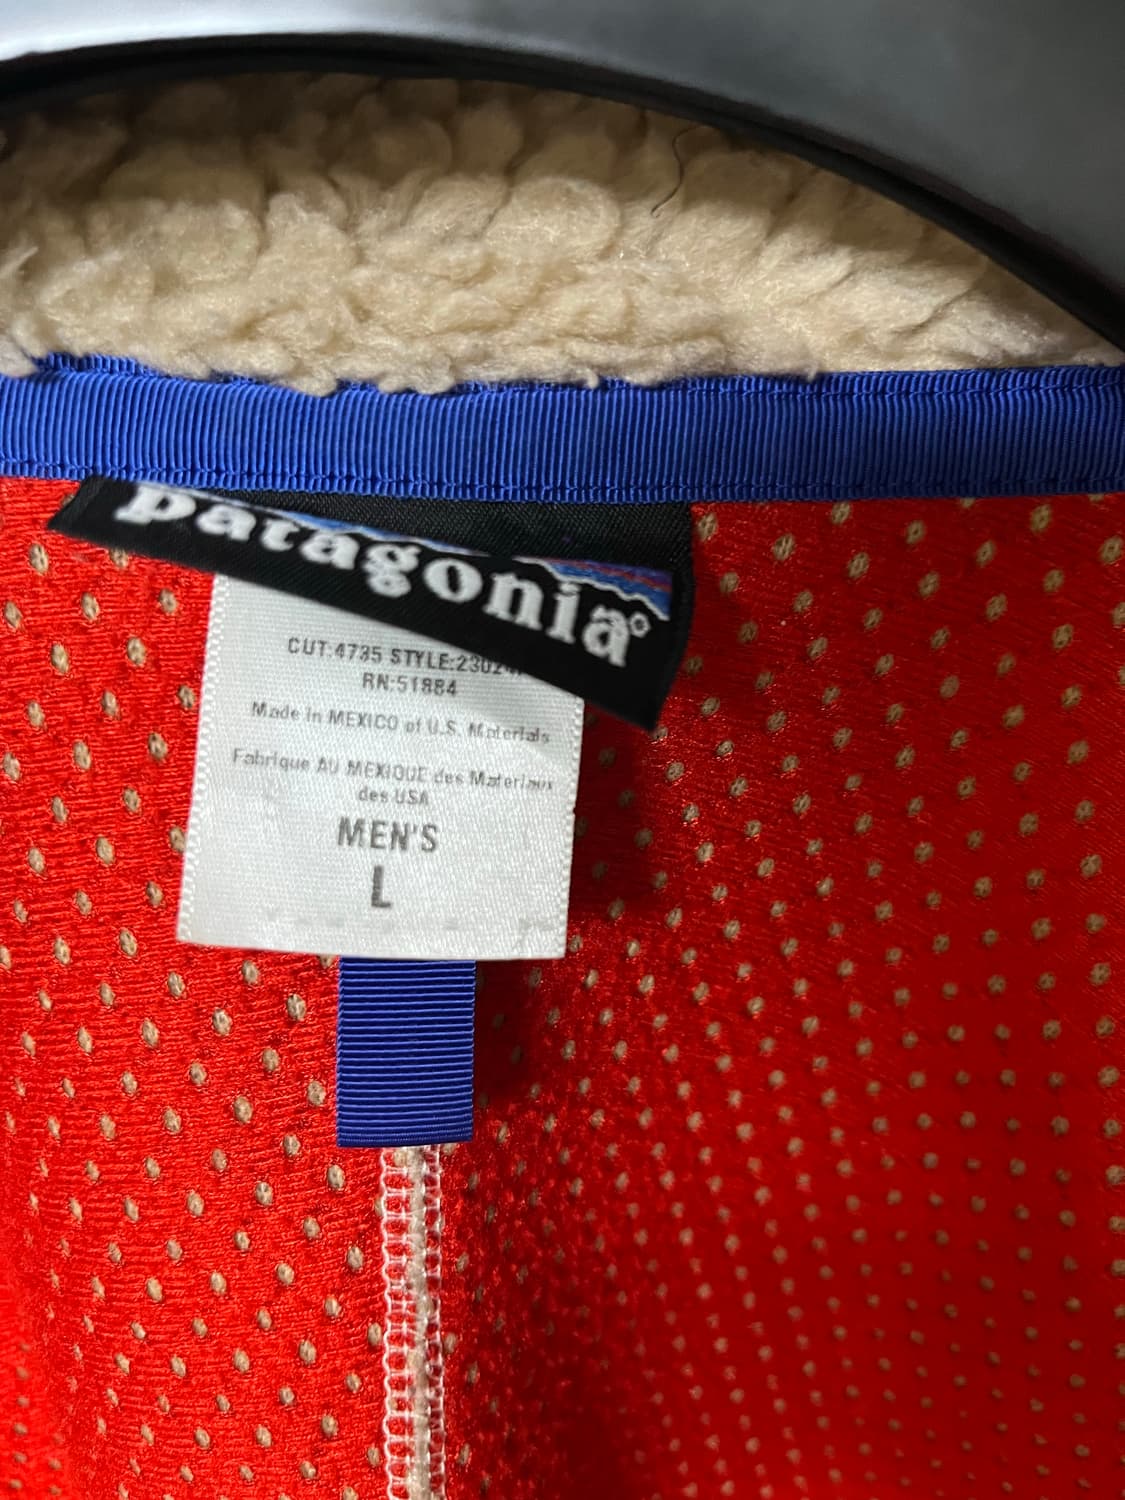 patagonia®
CUT:4735 STYLE:23024
RN:51884
Made in MEXICO of U.S. Materials
Fabrique AU MEXIQUE des Materiaux
des USA
MEN'S
L